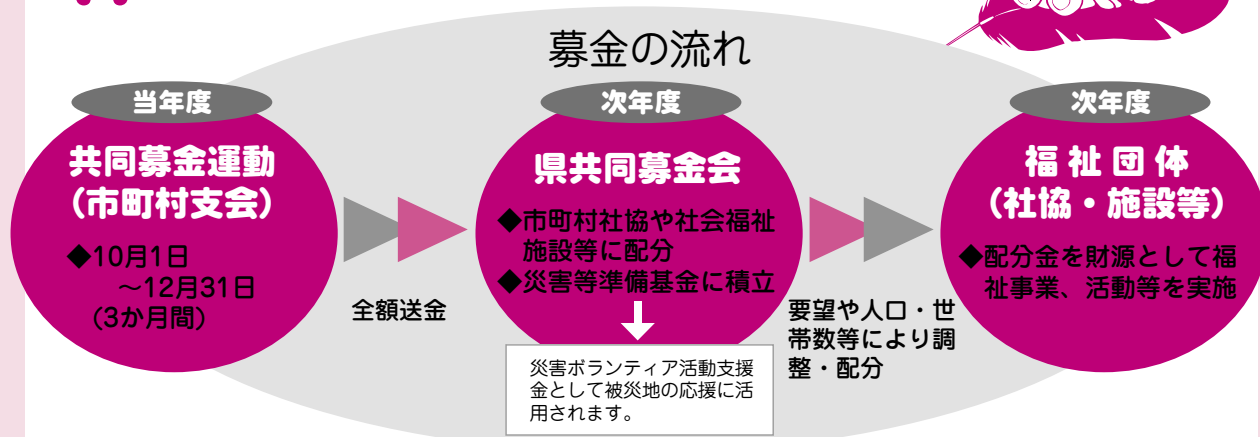 募金の流れ
当年度
共同募金運動
(市町村支会)
◆10月1日
～12月31日
(3か月間)
全額送金
次年度
県共同募金会
◆市町村社協や社会福祉
施設等に配分
◆災害等準備基金に積立
災害ボランティア活動支援
金として被災地の応援に活
用されます。
要望や人口・世
帯数等により調
整・配分
次年度
福祉団体
(社協・施設等)
◆配分金を財源として福
祉事業、活動等を実施